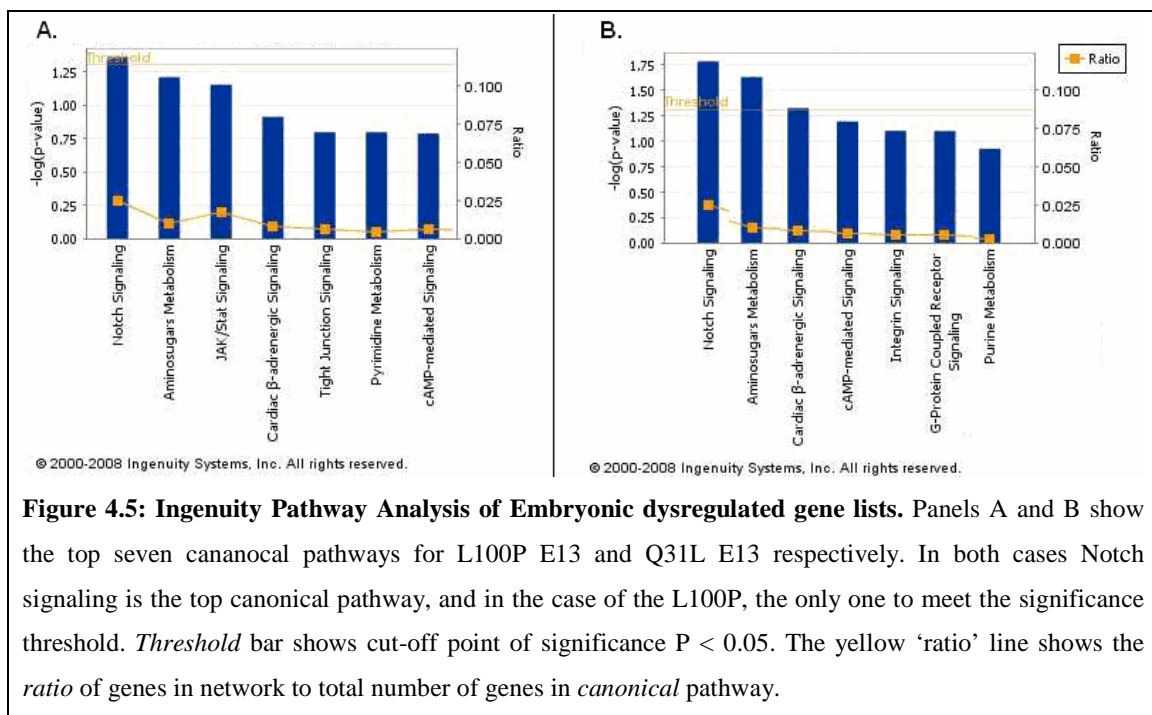 A.
Threshold
1.25
1.00
0.75
0.50
0.25
0.00
-log(p-value)
0.100
0.075
0.050
0.025
0.000
Ratio
Notch Signaling
Aminosugars Metabolism
JAK/Stat Signaling
Cardiac β-adrenergic Signaling
Tight Junction Signaling
Pyrimidine Metabolism
cAMP-mediated Signaling
© 2000-2008 Ingenuity Systems, Inc. All rights reserved.
B.
Ratio
Threshold
1.75
1.50
1.25
1.00
0.75
0.50
0.25
0.00
-log(p-value)
0.100
0.075
0.050
0.025
0.000
Ratio
Notch Signaling
Aminosugars Metabolism
Cardiac β-adrenergic Signaling
cAMP-mediated Signaling
Integrin Signaling
G-Protein Coupled Receptor
Signaling
Purine Metabolism
© 2000-2008 Ingenuity Systems, Inc. All rights reserved.
Figure 4.5: Ingenuity Pathway Analysis of Embryonic dysregulated gene lists. Panels A and B show
the top seven cananocal pathways for L100P E13 and Q31L E13 respectively. In both cases Notch
signaling is the top canonical pathway, and in the case of the L100P, the only one to meet the significance
threshold. Threshold bar shows cut-off point of significance P < 0.05. The yellow ‘ratio’ line shows the
ratio of genes in network to total number of genes in canonical pathway.